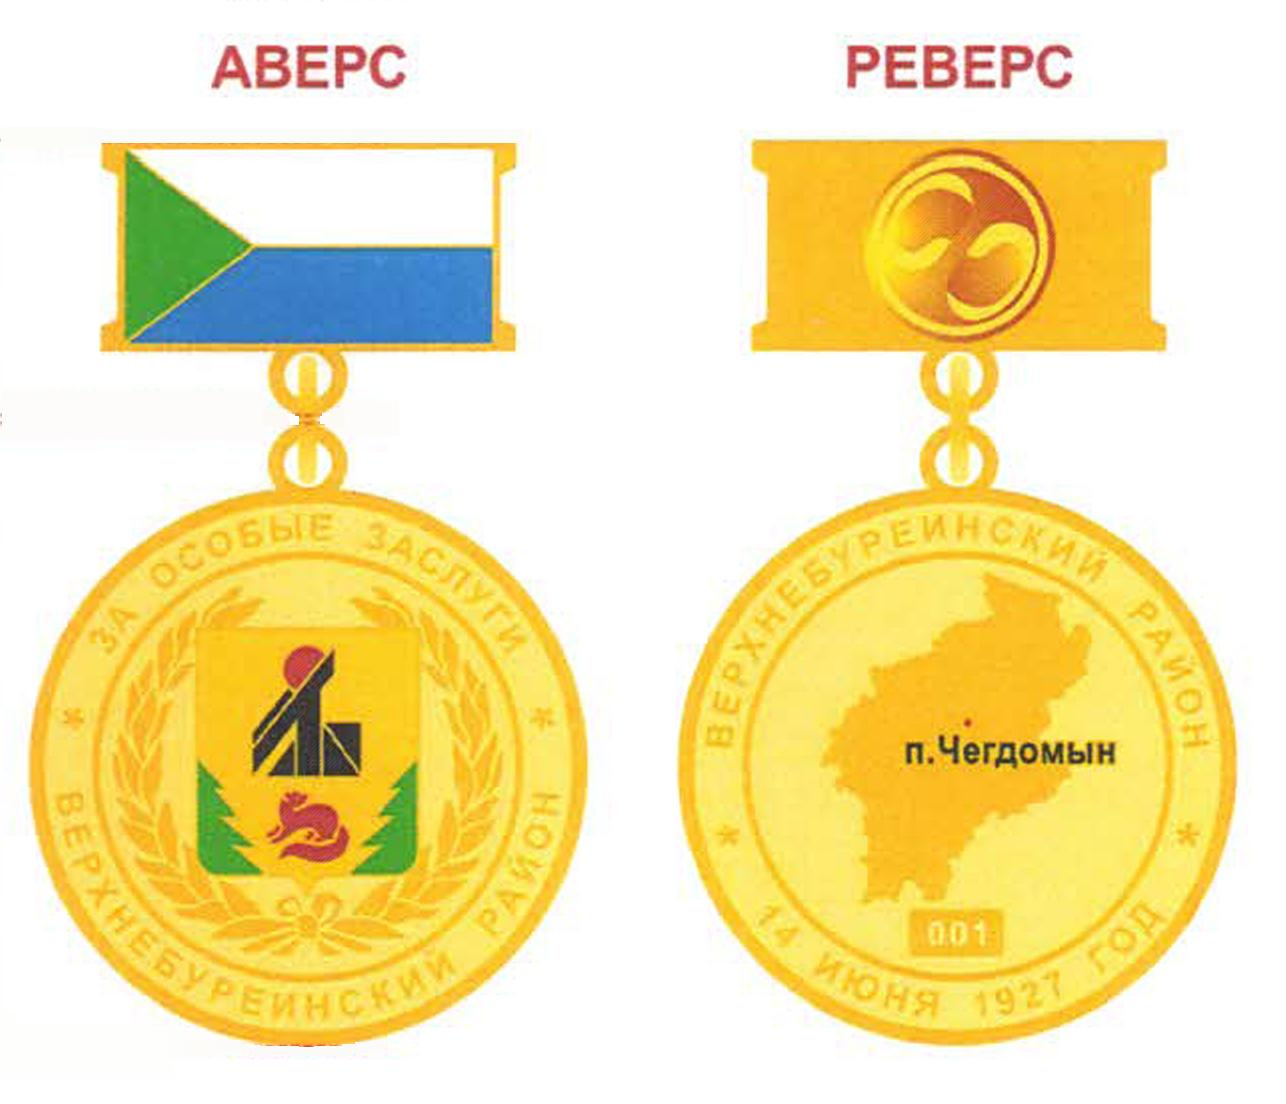 АВЕРС
РЕВЕРС
ЗА ОСОБЫЕ ЗАСЛУГИ
* ВЕРХНЕБУРЕИНСКИЙ РАЙОН *
ВЕРХНЕБУРЕИНСКИЙ РАЙОН
п.Чегдомын
001
* 14 ИЮНЯ 1927 ГОД *